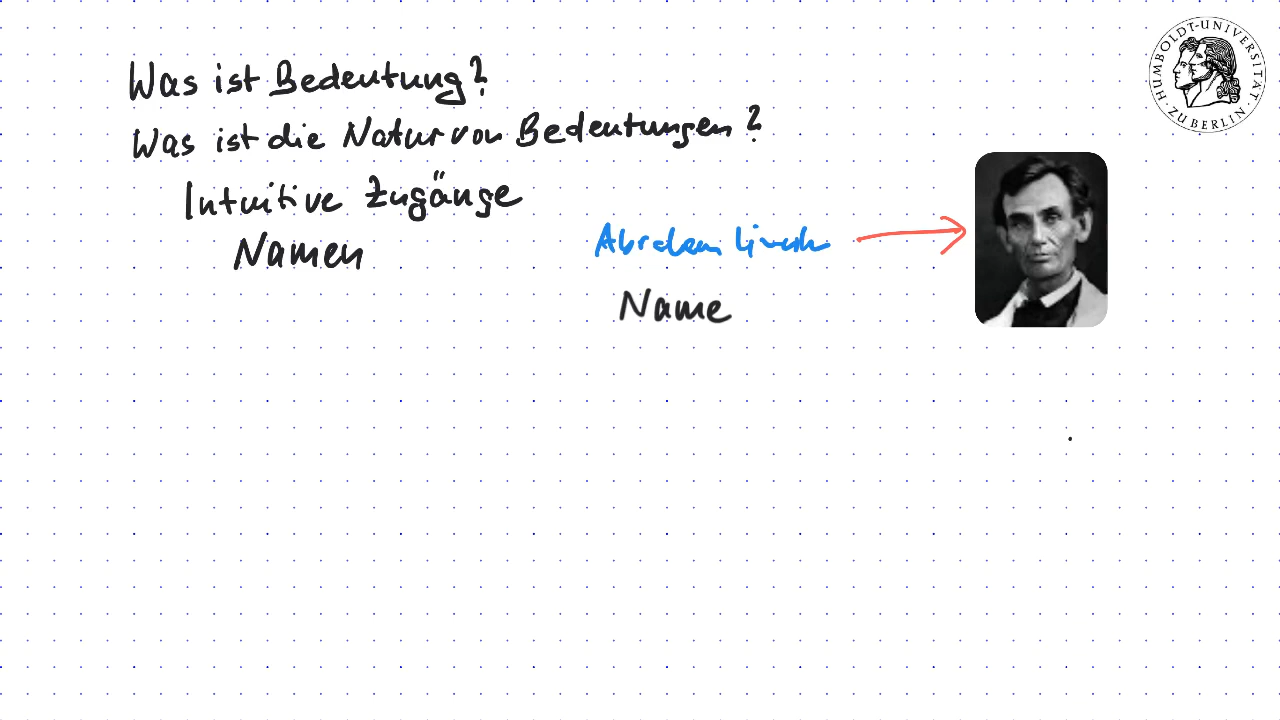 Was ist Bedeutung?
Was ist die Natur von Bedeutungen?
Intuitive Zugänge
Namen
Abraham Lincoln
Name
HUMBOLDT-UNIVERSITÄT ZU BERLIN